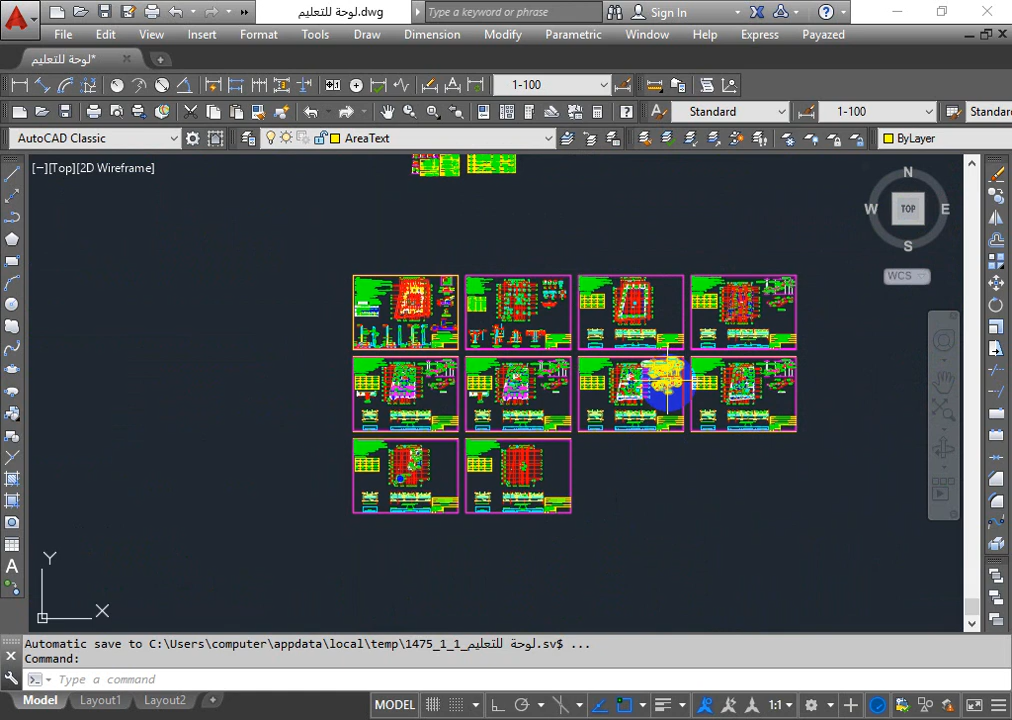 لوحة للتعليم.dwg
Type a keyword or phrase
Sign In
File Edit View Insert Format Tools Draw Dimension Modify Parametric Window Help Express Payazed
لوحة للتعليم*
1-100
Standard 1-100 Standard
AutoCAD Classic AreaText ByLayer
[−][Top][2D Wireframe]
N
W TOP E
S
WCS
Y
X
Automatic save to C:\Users\computer\appdata\local\temp\لوحة للتعليم_1_1_1475.sv$ ...
Command:
Type a command
Model Layout1 Layout2 MODEL 1:1